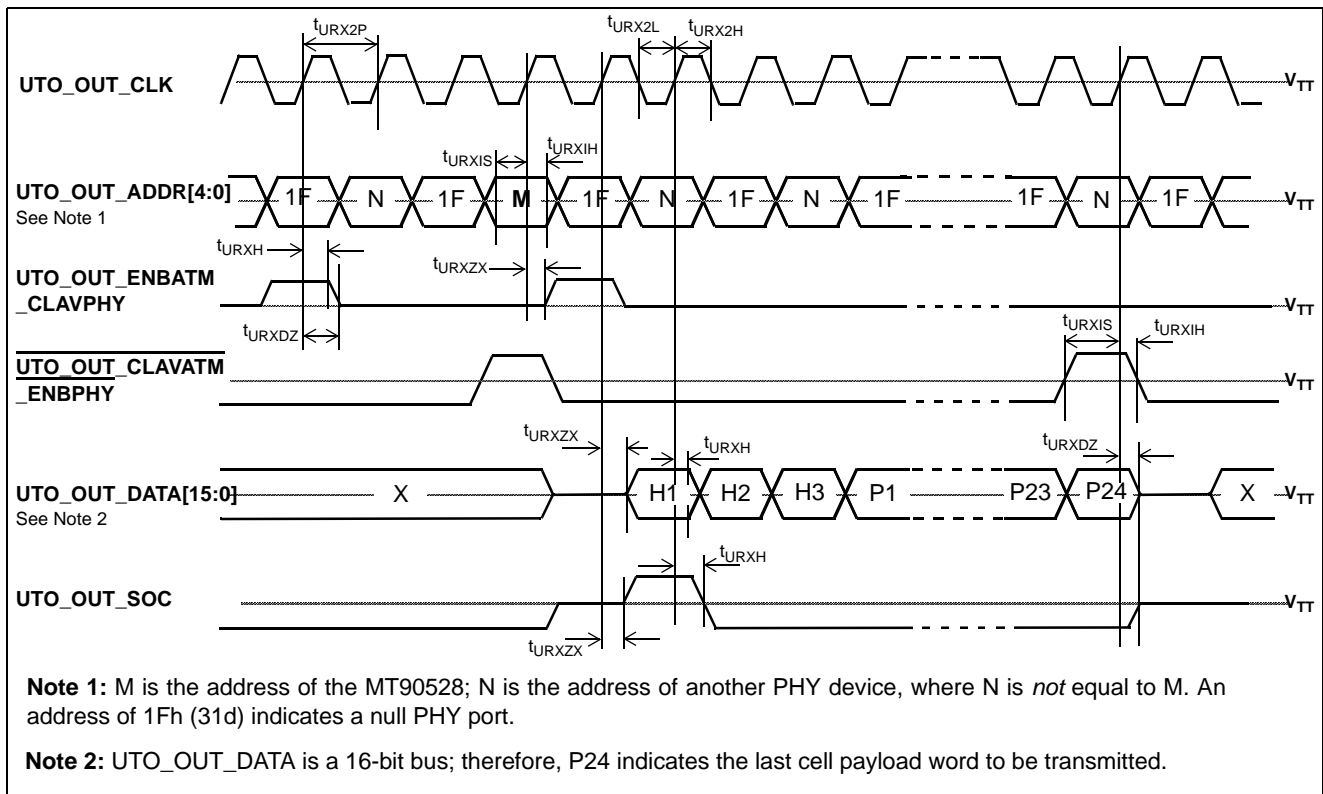 tURX2P
tURX2L
tURX2H
UTO_OUT_CLK
VTT
tURXIS
tURXIH
UTO_OUT_ADDR[4:0]
See Note 1
1F N 1F M 1F N 1F N 1F 1F N 1F
VTT
tURXH
tURXZX
UTO_OUT_ENBATM
_CLAVPHY
VTT
tURXDZ
tURXIS
tURXIH
UTO_OUT_CLAVATM
_ENBPHY
VTT
tURXZX
tURXH
tURXDZ
UTO_OUT_DATA[15:0]
See Note 2
X H1 H2 H3 P1 P23 P24 X
VTT
tURXH
UTO_OUT_SOC
VTT
tURXZX
Note 1: M is the address of the MT90528; N is the address of another PHY device, where N is not equal to M. An
address of 1Fh (31d) indicates a null PHY port.
Note 2: UTO_OUT_DATA is a 16-bit bus; therefore, P24 indicates the last cell payload word to be transmitted.